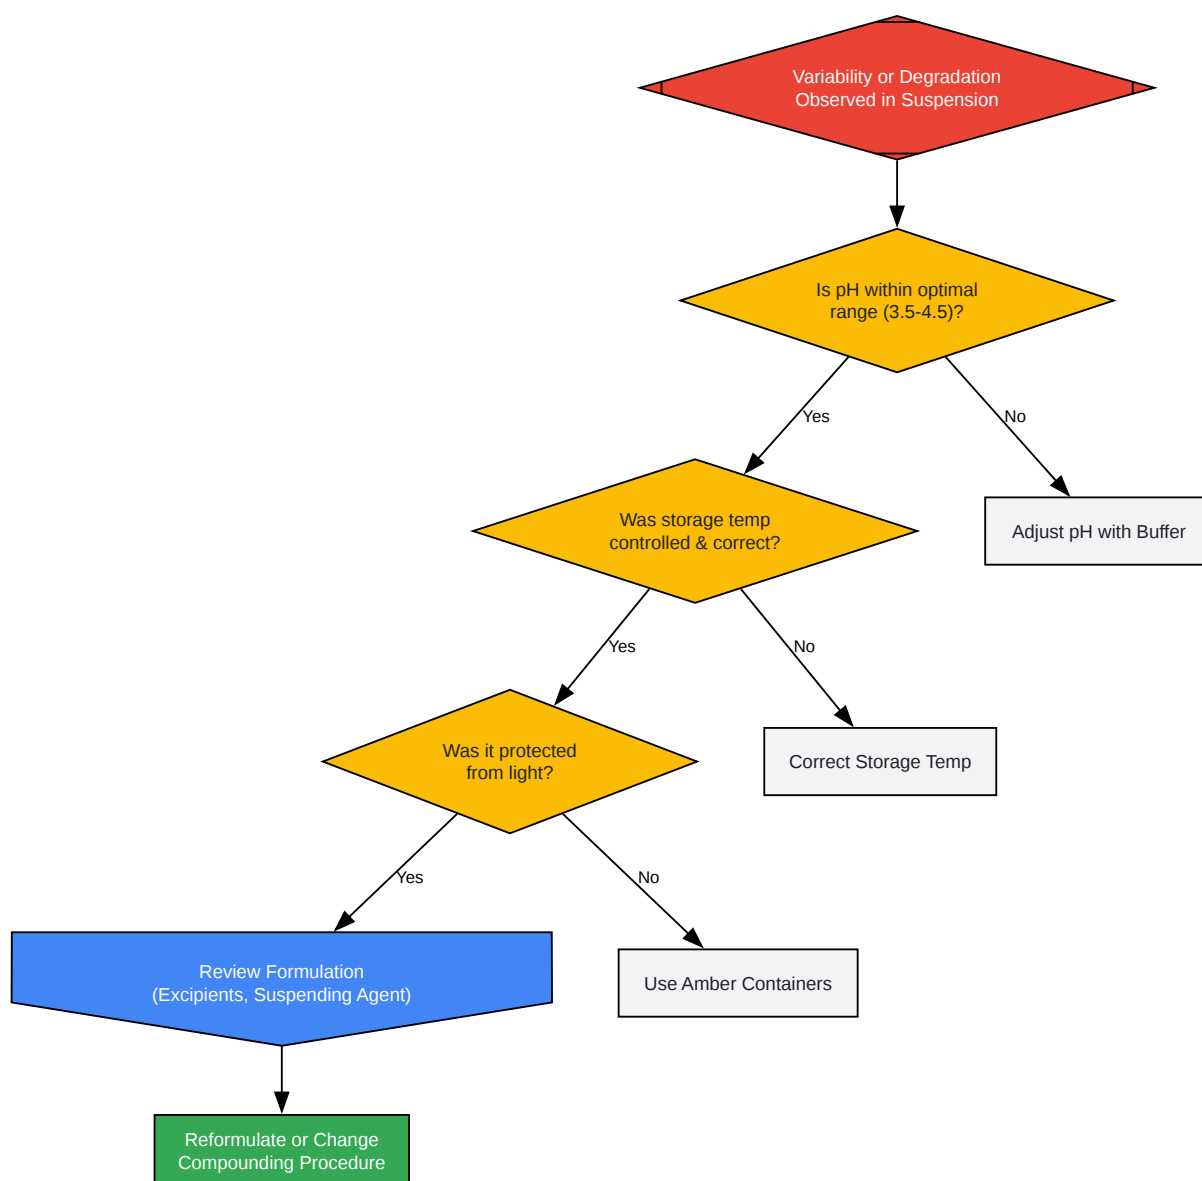 Variability or Degradation
Observed in Suspension
Is pH within optimal
range (3.5-4.5)?
Yes
No
Was storage temp
controlled & correct?
Adjust pH with Buffer
Yes
No
Was it protected
from light?
Correct Storage Temp
Yes
No
Review Formulation
(Excipients, Suspending Agent)
Use Amber Containers
Reformulate or Change
Compounding Procedure